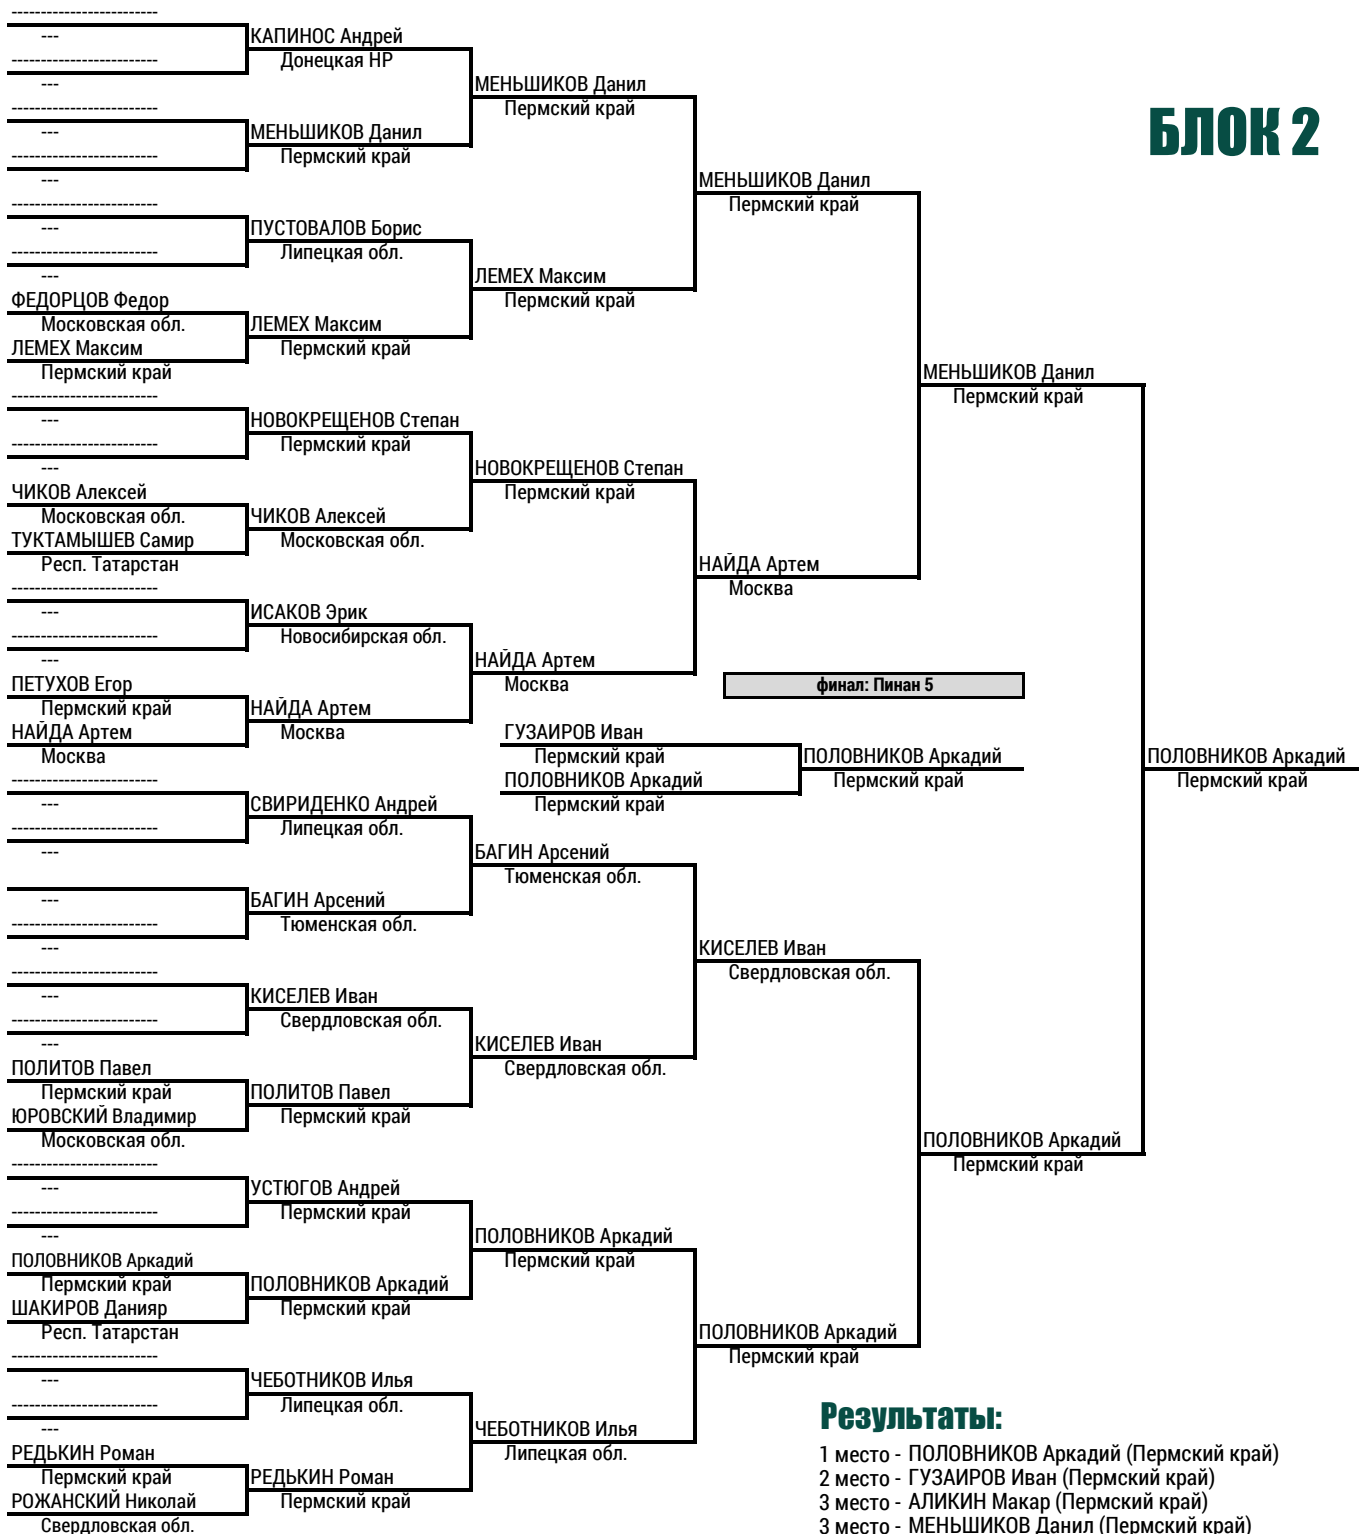 БЛОК 2
-------------------------
---
-------------------------
---
-------------------------
---
-------------------------
---
-------------------------
---
-------------------------
---
ФЕДОРЦОВ Федор
Московская обл.
ЛЕМЕХ Максим
Пермский край
-------------------------
---
-------------------------
---
ЧИКОВ Алексей
Московская обл.
ТУКТАМЫШЕВ Самир
Респ. Татарстан
-------------------------
---
-------------------------
---
ПЕТУХОВ Егор
Пермский край
НАЙДА Артем
Москва
-------------------------
---
-------------------------
---
---
-------------------------
---
-------------------------
---
-------------------------
---
ПОЛИТОВ Павел
Пермский край
ЮРОВСКИЙ Владимир
Московская обл.
-------------------------
---
-------------------------
---
ПОЛОВНИКОВ Аркадий
Пермский край
ШАКИРОВ Данияр
Респ. Татарстан
-------------------------
---
-------------------------
---
РЕДЬКИН Роман
Пермский край
РОЖАНСКИЙ Николай
Свердловская обл.
КАПИНОС Андрей
Донецкая НР
МЕНЬШИКОВ Данил
Пермский край
ПУСТОВАЛОВ Борис
Липецкая обл.
ЛЕМЕХ Максим
Пермский край
НОВОКРЕЩЕНОВ Степан
Пермский край
ЧИКОВ Алексей
Московская обл.
ИСАКОВ Эрик
Новосибирская обл.
НАЙДА Артем
Москва
СВИРИДЕНКО Андрей
Липецкая обл.
БАГИН Арсений
Тюменская обл.
КИСЕЛЕВ Иван
Свердловская обл.
ПОЛИТОВ Павел
Пермский край
УСТЮГОВ Андрей
Пермский край
ПОЛОВНИКОВ Аркадий
Пермский край
ЧЕБОТНИКОВ Илья
Липецкая обл.
РЕДЬКИН Роман
Пермский край
МЕНЬШИКОВ Данил
Пермский край
ЛЕМЕХ Максим
Пермский край
НОВОКРЕЩЕНОВ Степан
Пермский край
НАЙДА Артем
Москва
БАГИН Арсений
Тюменская обл.
КИСЕЛЕВ Иван
Свердловская обл.
ПОЛОВНИКОВ Аркадий
Пермский край
ЧЕБОТНИКОВ Илья
Липецкая обл.
МЕНЬШИКОВ Данил
Пермский край
НАЙДА Артем
Москва
КИСЕЛЕВ Иван
Свердловская обл.
ПОЛОВНИКОВ Аркадий
Пермский край
МЕНЬШИКОВ Данил
Пермский край
ПОЛОВНИКОВ Аркадий
Пермский край
ПОЛОВНИКОВ Аркадий
Пермский край
финал: Пинан 5
ГУЗАИРОВ Иван
Пермский край
ПОЛОВНИКОВ Аркадий
Пермский край
ПОЛОВНИКОВ Аркадий
Пермский край
Результаты:
1 место - ПОЛОВНИКОВ Аркадий (Пермский край)
2 место - ГУЗАИРОВ Иван (Пермский край)
3 место - АЛИКИН Макар (Пермский край)
3 место - МЕНЬШИКОВ Данил (Пермский край)